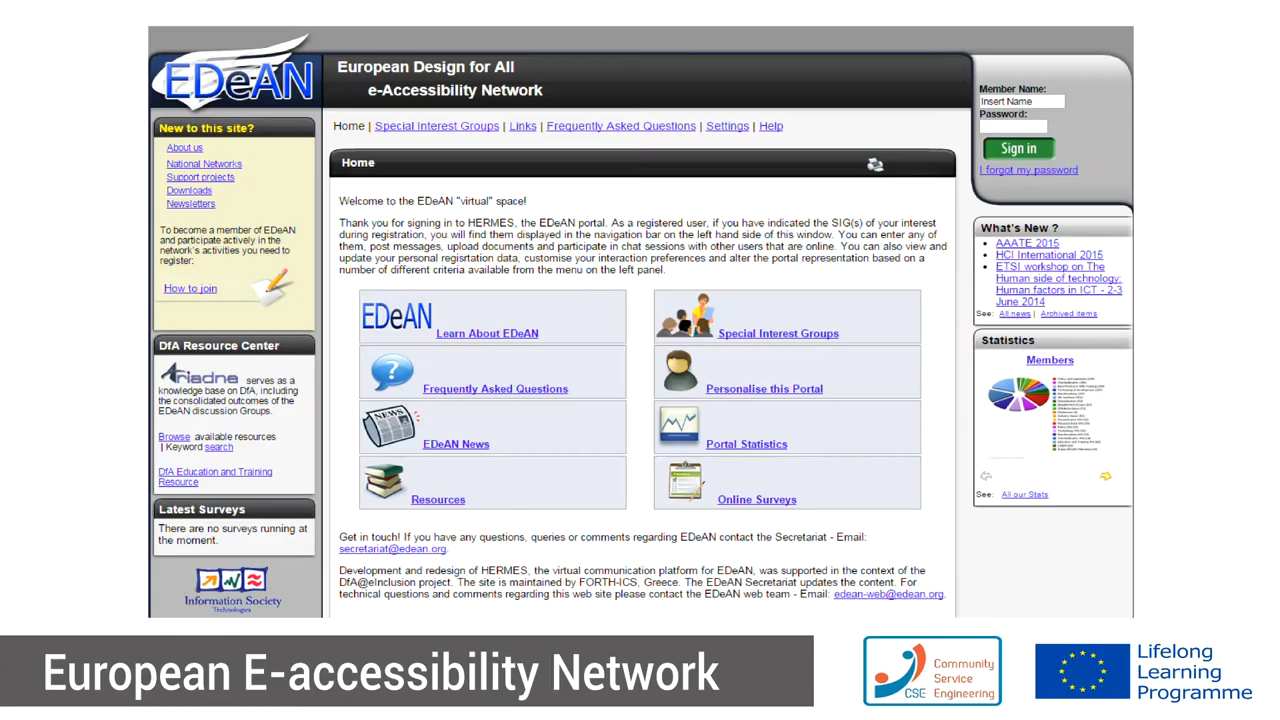 EDeAN
European Design for All
e-Accessibility Network
Member Name:
Insert Name
Password:
Sign in
I forgot my password
New to this site?
About us
National Networks
Support projects
Downloads
Newsletters
To become a member of EDeAN
and participate actively in the
network's activities you need to
register:
How to join
DfA Resource Center
Ariadne serves as a
knowledge base on DfA, including
the consolidated outcomes of the
EDeAN discussion Groups.
Browse available resources
| Keyword search
DfA Education and Training
Resource
Latest Surveys
There are no surveys running at
the moment.
Information Society
Technologies
Home | Special Interest Groups | Links | Frequently Asked Questions | Settings | Help
Home
Welcome to the EDeAN "virtual" space!
Thank you for signing in to HERMES, the EDeAN portal. As a registered user, if you have indicated the SIG(s) of your interest
during registration, you will find them displayed in the navigation bar on the left hand side of this window. You can enter any of
them, post messages, upload documents and participate in chat sessions with other users that are online. You can also view and
update your personal regisrtation data, customise your interaction preferences and alter the portal representation based on a
number of different criteria available from the menu on the left panel.
EDeAN Learn About EDeAN
Special Interest Groups
Frequently Asked Questions
Personalise this Portal
NEWS
EDeAN News
Portal Statistics
Resources
Online Surveys
Get in touch! If you have any questions, queries or comments regarding EDeAN contact the Secretariat - Email:
secretariat@edean.org.
Development and redesign of HERMES, the virtual communication platform for EDeAN, was supported in the context of the
DfA@eInclusion project. The site is maintained by FORTH-ICS, Greece. The EDeAN Secretariat updates the content. For
technical questions and comments regarding this web site please contact the EDeAN web team - Email: edean-web@edean.org.
What's New ?
AAATE 2015
HCI International 2015
ETSI workshop on The
Human side of technology:
Human factors in ICT - 2-3
June 2014
See: All news | Archived items
Statistics
Members
See: All our Stats
European E-accessibility Network
CSE
Community
Service
Engineering
Lifelong
Learning
Programme